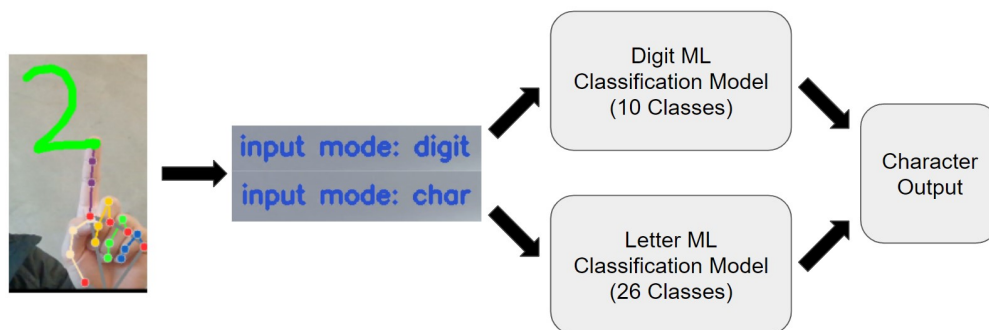 2
input mode: digit
input mode: char
Digit ML
Classification Model
(10 Classes)
Letter ML
Classification Model
(26 Classes)
Character
Output